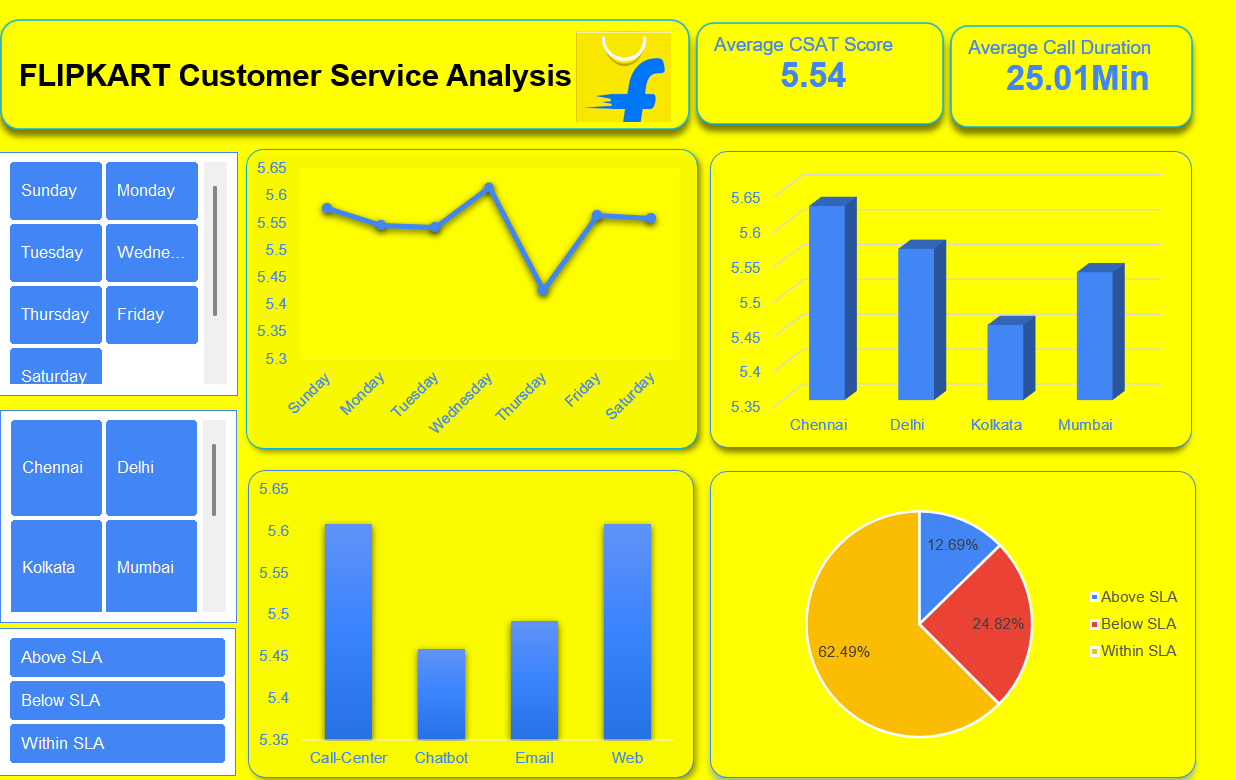 FLIPKART Customer Service Analysis
f
Average CSAT Score
5.54
Average Call Duration
25.01Min
Sunday
Monday
Tuesday
Wedne...
Thursday
Friday
Saturday
Chennai
Delhi
Kolkata
Mumbai
Above SLA
Below SLA
Within SLA
5.65
5.6
5.55
5.5
5.45
5.4
5.35
5.3
Sunday
Monday
Tuesday
Wednesday
Thursday
Friday
Saturday
5.65
5.6
5.55
5.5
5.45
5.4
5.35
Chennai
Delhi
Kolkata
Mumbai
5.65
5.6
5.55
5.5
5.45
5.4
5.35
Call-Center
Chatbot
Email
Web
12.69%
24.82%
62.49%
Above SLA
Below SLA
Within SLA